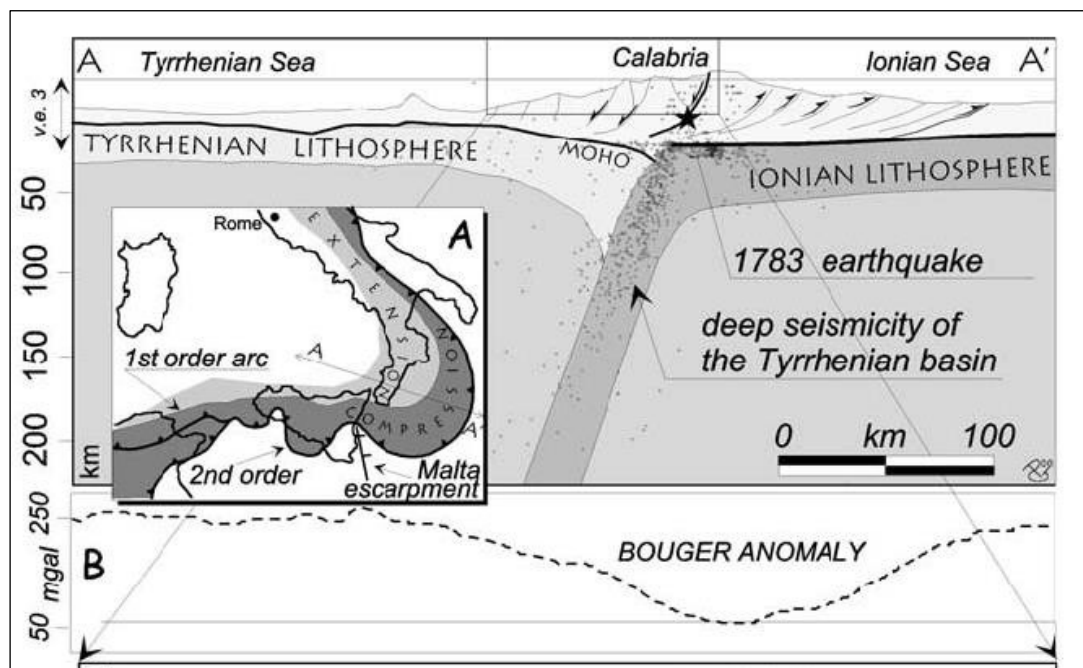 A Tyrrhenian Sea Calabria Ionian Sea A'
v.e. 3
TYRRHENIAN LITHOSPHERE
MOHO
IONIAN LITHOSPHERE
50
100
150
200
km
Rome
A
EXTENSION
COMPRESSION
1st order arc
A
A'
2nd order
Malta
escarpment
1783 earthquake
deep seismicity of
the Tyrrhenian basin
0 km 100
250
mgal
50
B
BOUGER ANOMALY